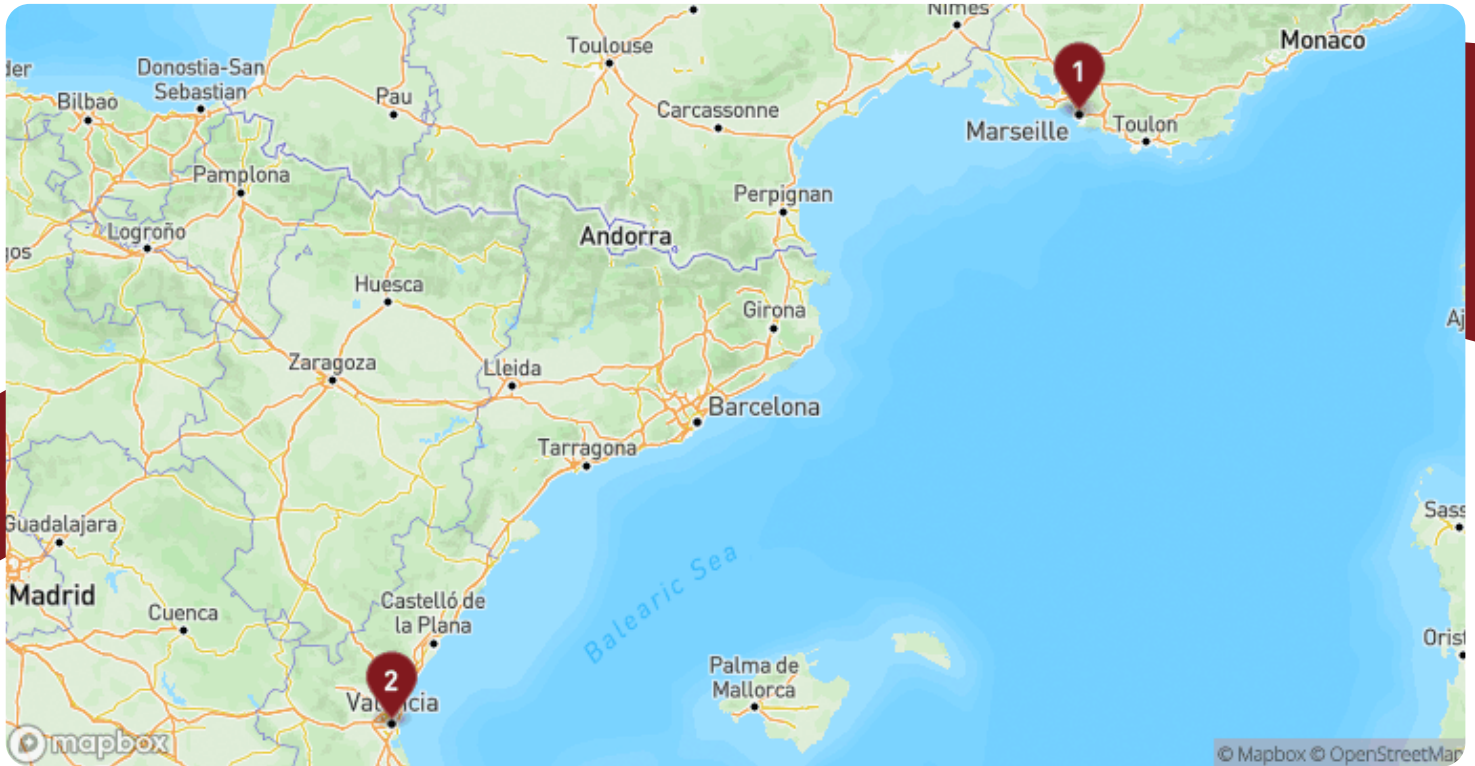 Nîmes
Monaco
1
Toulouse
Donostia-San
Sebastian
Bilbao
Pau
Carcassonne
Marseille
Toulon
Pamplona
Perpignan
Logroño
Andorra
Huesca
Girona
Zaragoza
Lleida
Barcelona
Tarragona
Guadalajara
Madrid
Cuenca
Castelló de
la Plana
Balearic Sea
2
Palma de
Mallorca
mapbox
© Mapbox © OpenStreetMap